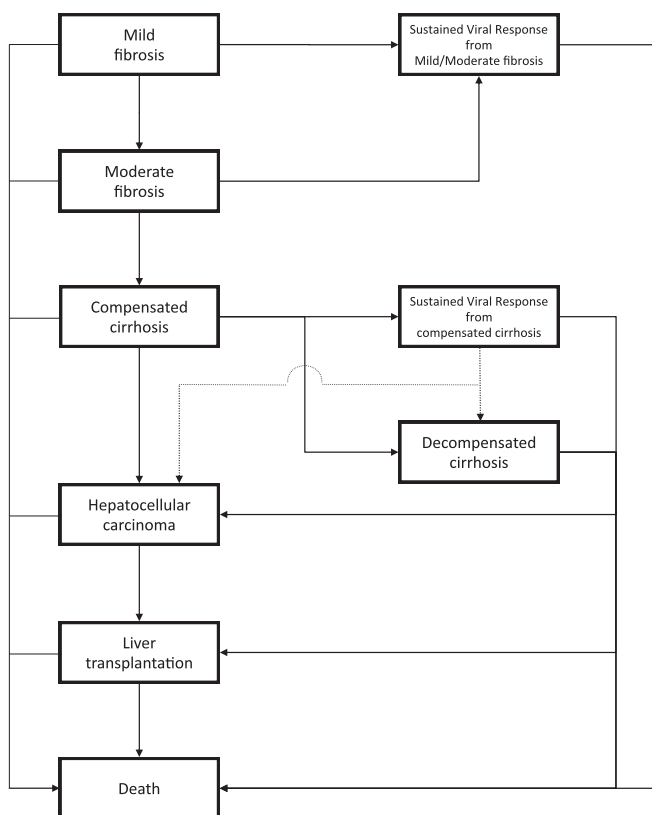 Mild
fibrosis
Sustained Viral Response
from
Mild/Moderate fibrosis
Moderate
fibrosis
Compensated
cirrhosis
Sustained Viral Response
from
compensated cirrhosis
Decompensated
cirrhosis
Hepatocellular
carcinoma
Liver
transplantation
Death